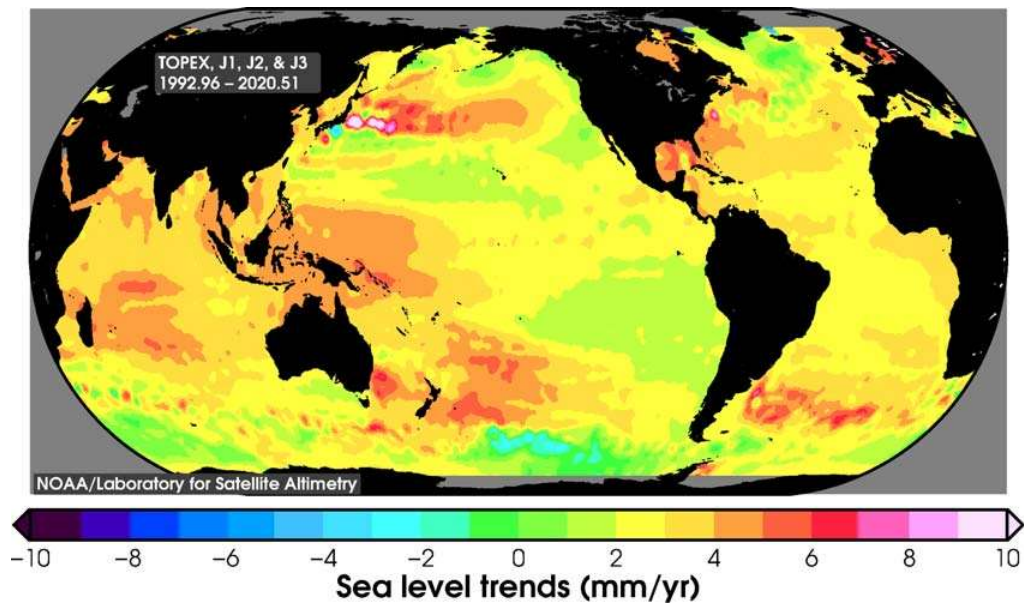 TOPEX, J1, J2, & J3
1992.96 – 2020.51
NOAA/Laboratory for Satellite Altimetry
−10 −8 −6 −4 −2 0 2 4 6 8 10
Sea level trends (mm/yr)